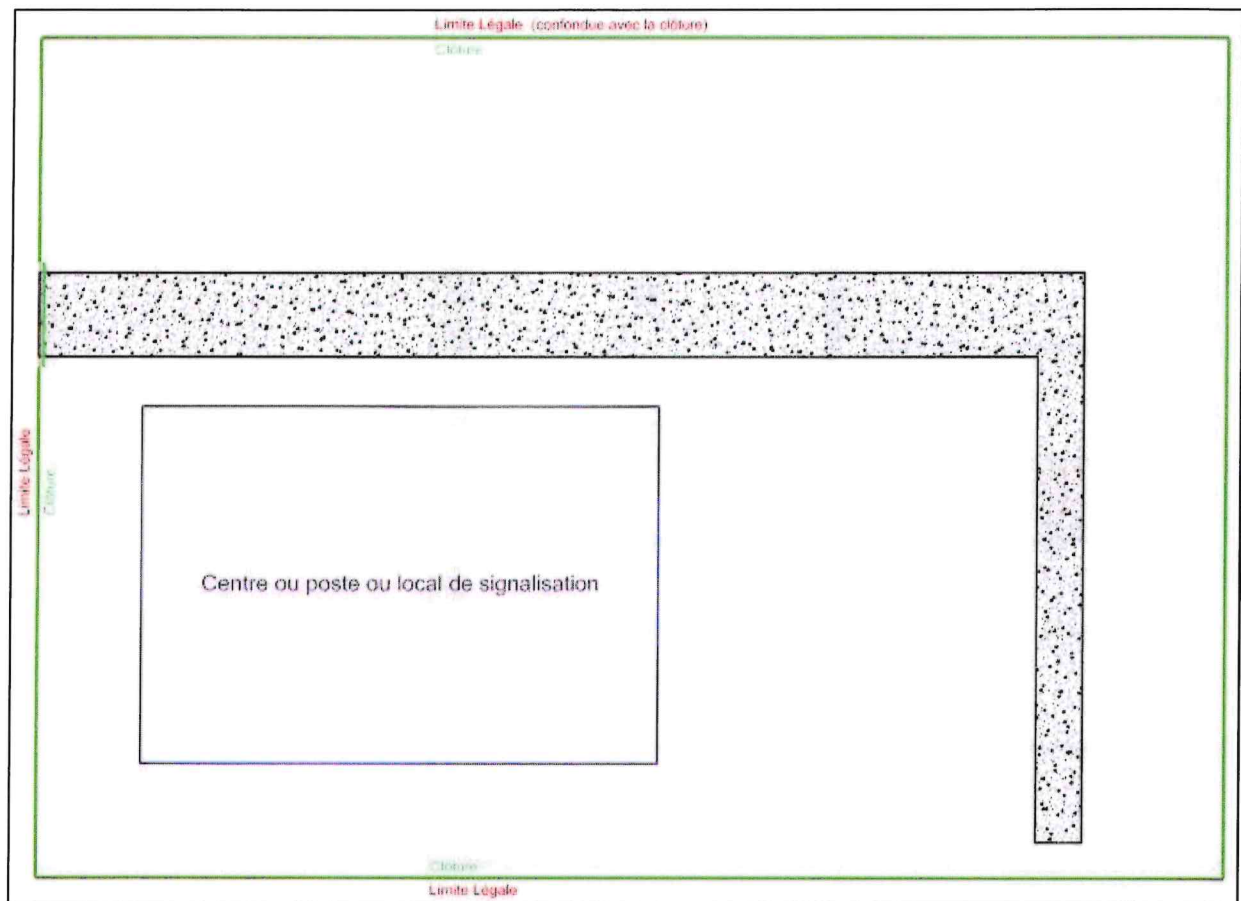 Limite Légale (confondue avec la clôture)
Clôture
Limite Légale
Clôture
Centre ou poste ou local de signalisation
Clôture
Limite Légale